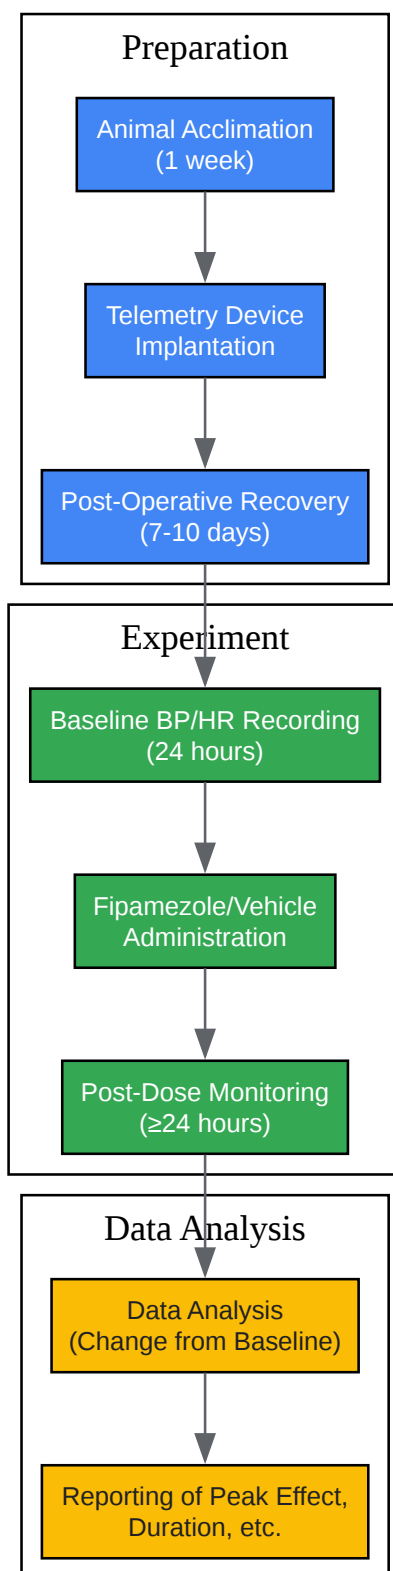 Preparation
Animal Acclimation
(1 week)
Telemetry Device
Implantation
Post-Operative Recovery
(7-10 days)
Experiment
Baseline BP/HR Recording
(24 hours)
Fipamezole/Vehicle
Administration
Post-Dose Monitoring
(≥24 hours)
Data Analysis
Data Analysis
(Change from Baseline)
Reporting of Peak Effect,
Duration, etc.